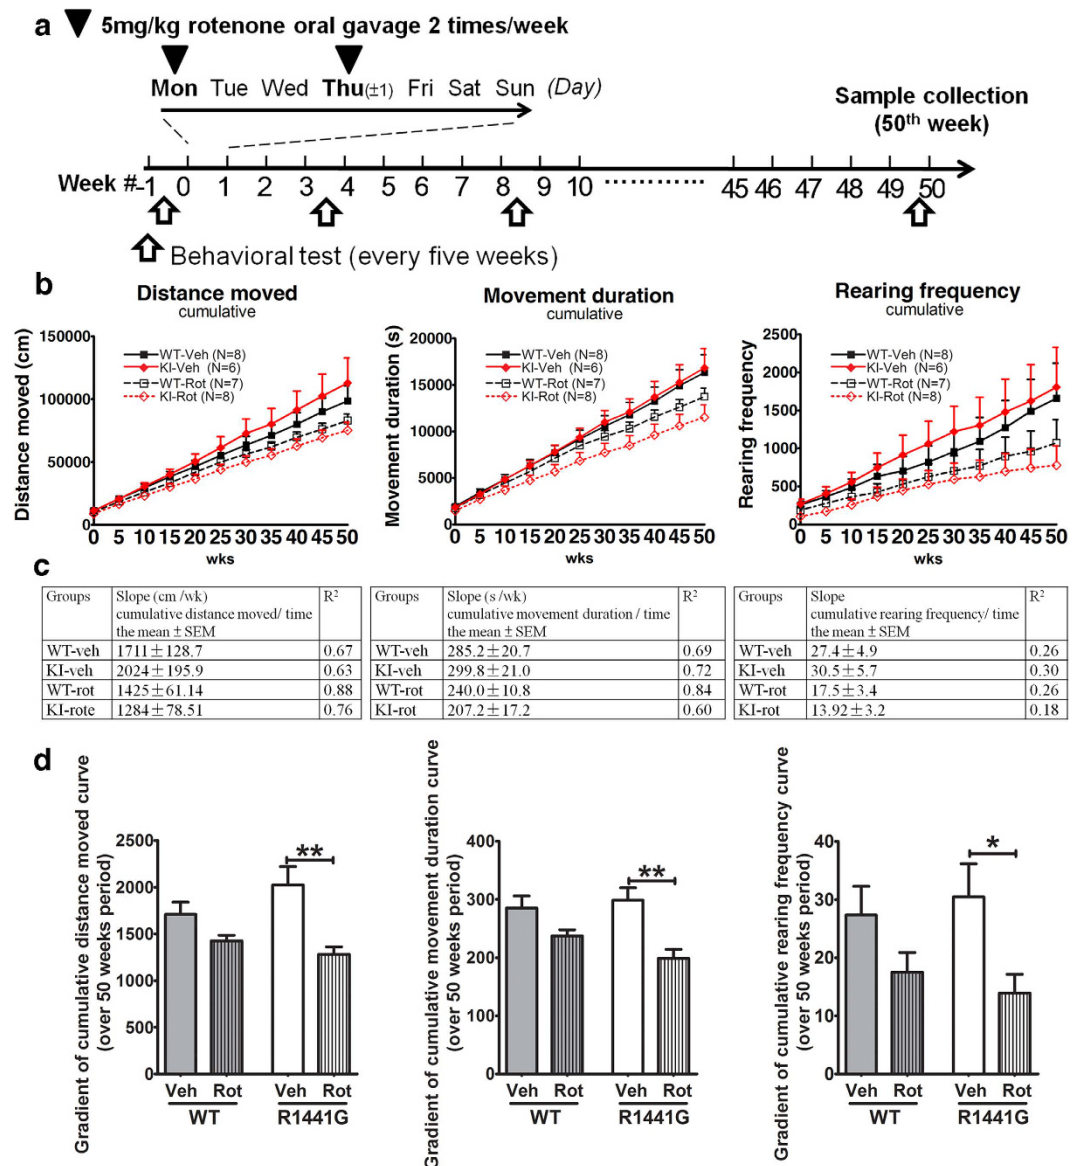 a 5mg/kg rotenone oral gavage 2 times/week
Mon Tue Wed Thu(±1) Fri Sat Sun (Day)
Sample collection
(50th week)
Week # -1 0 1 2 3 4 5 6 7 8 9 10 45 46 47 48 49 50
Behavioral test (every five weeks)
b
Distance moved
cumulative
Distance moved (cm)
150000
100000
50000
0
WT-Veh (N=8)
KI-Veh (N=6)
WT-Rot (N=7)
KI-Rot (N=8)
0 5 10 15 20 25 30 35 40 45 50
wks
Movement duration
cumulative
Movement duration (s)
20000
15000
10000
5000
0
WT-Veh (N=8)
KI-Veh (N=6)
WT-Rot (N=7)
KI-Rot (N=8)
0 5 10 15 20 25 30 35 40 45 50
wks
Rearing frequency
cumulative
Rearing frequency
2500
2000
1500
1000
500
0
WT-Veh (N=8)
KI-Veh (N=6)
WT-Rot (N=7)
KI-Rot (N=8)
0 5 10 15 20 25 30 35 40 45 50
wks
c
Groups Slope (cm /wk) R2
cumulative distance moved/ time
the mean ± SEM
WT-veh 1711±128.7 0.67
KI-veh 2024±195.9 0.63
WT-rot 1425±61.14 0.88
KI-rote 1284±78.51 0.76
Groups Slope (s /wk) R2
cumulative movement duration / time
the mean ± SEM
WT-veh 285.2±20.7 0.69
KI-veh 299.8±21.0 0.72
WT-rot 240.0±10.8 0.84
KI-rot 207.2±17.2 0.60
Groups Slope R2
cumulative rearing frequency/ time
the mean ± SEM
WT-veh 27.4±4.9 0.26
KI-veh 30.5±5.7 0.30
WT-rot 17.5±3.4 0.26
KI-rot 13.92±3.2 0.18
d
Gradient of cumulative distance moved curve
(over 50 weeks period)
2500
2000
1500
1000
500
0
**
Veh Rot Veh Rot
WT R1441G
Gradient of cumulative movement duration curve
(over 50 weeks period)
400
300
200
100
0
**
Veh Rot Veh Rot
WT R1441G
Gradient of cumulative rearing frequency curve
(over 50 weeks period)
40
30
20
10
0
*
Veh Rot Veh Rot
WT R1441G